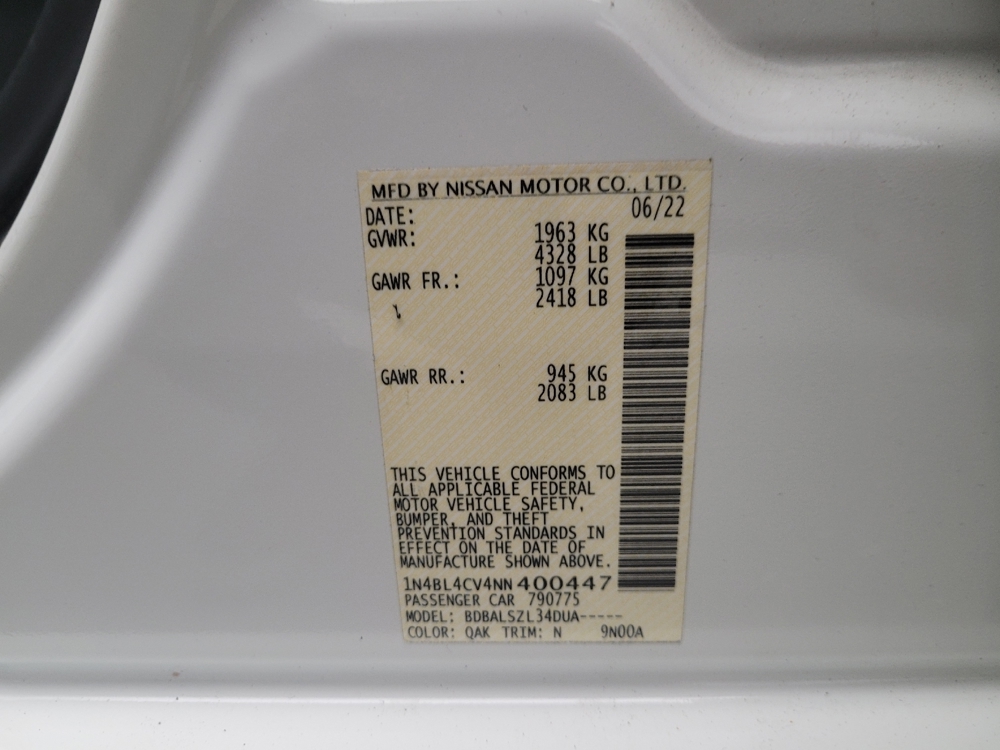 MFD BY NISSAN MOTOR CO., LTD.
DATE: 06/22
GVWR: 1963 KG
4328 LB
GAWR FR.: 1097 KG
2418 LB
GAWR RR.: 945 KG
2083 LB
THIS VEHICLE CONFORMS TO
ALL APPLICABLE FEDERAL
MOTOR VEHICLE SAFETY,
BUMPER, AND THEFT
PREVENTION STANDARDS IN
EFFECT ON THE DATE OF
MANUFACTURE SHOWN ABOVE.
1N4BL4CV4NN400447
PASSENGER CAR 790775
MODEL: BDBALSZL34DUA-----
COLOR: QAK TRIM: N 9N00A